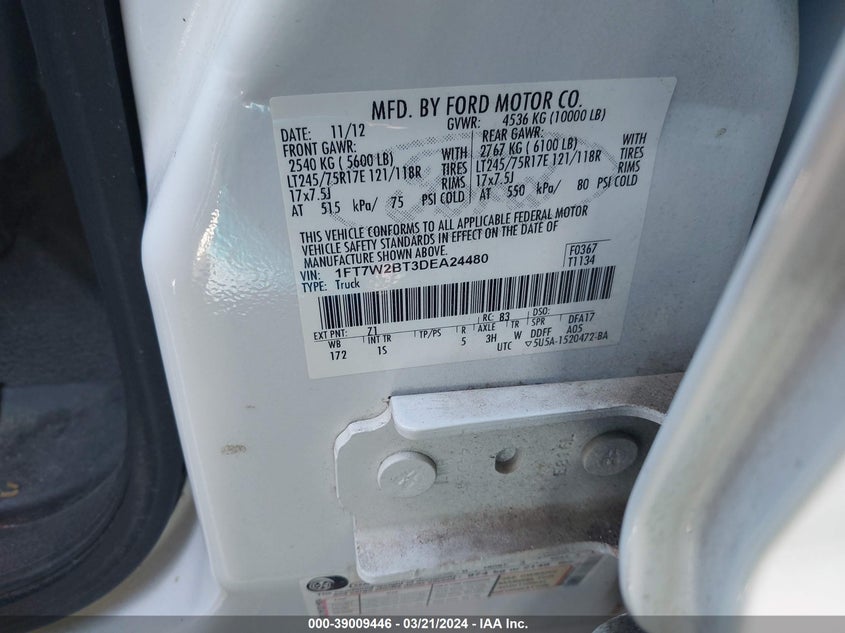 MFD. BY FORD MOTOR CO.
DATE: 11/12 GVWR: 4536 KG (10000 LB)
FRONT GAWR: REAR GAWR:
2540 KG ( 5600 LB) WITH 2767 KG ( 6100 LB) WITH
LT245/75R17E 121/118R TIRES LT245/75R17E 121/118R TIRES
17x7.5J RIMS 17x7.5J RIMS
AT 515 kPa/ 75 PSI COLD AT 550 kPa/ 80 PSI COLD
THIS VEHICLE CONFORMS TO ALL APPLICABLE FEDERAL MOTOR
VEHICLE SAFETY STANDARDS IN EFFECT ON THE DATE OF
MANUFACTURE SHOWN ABOVE.
VIN: 1FT7W2BT3DEA24480 F0367
TYPE: Truck T1134
EXT PNT: Z1 RC: 83 DSO:
WB INT TR TP/PS R AXLE TR SPR DFA17
172 1S 5 3H W DDFF A05
UTC ▽5U5A-1520472-BA
000-39009446 - 03/21/2024 - IAA Inc.